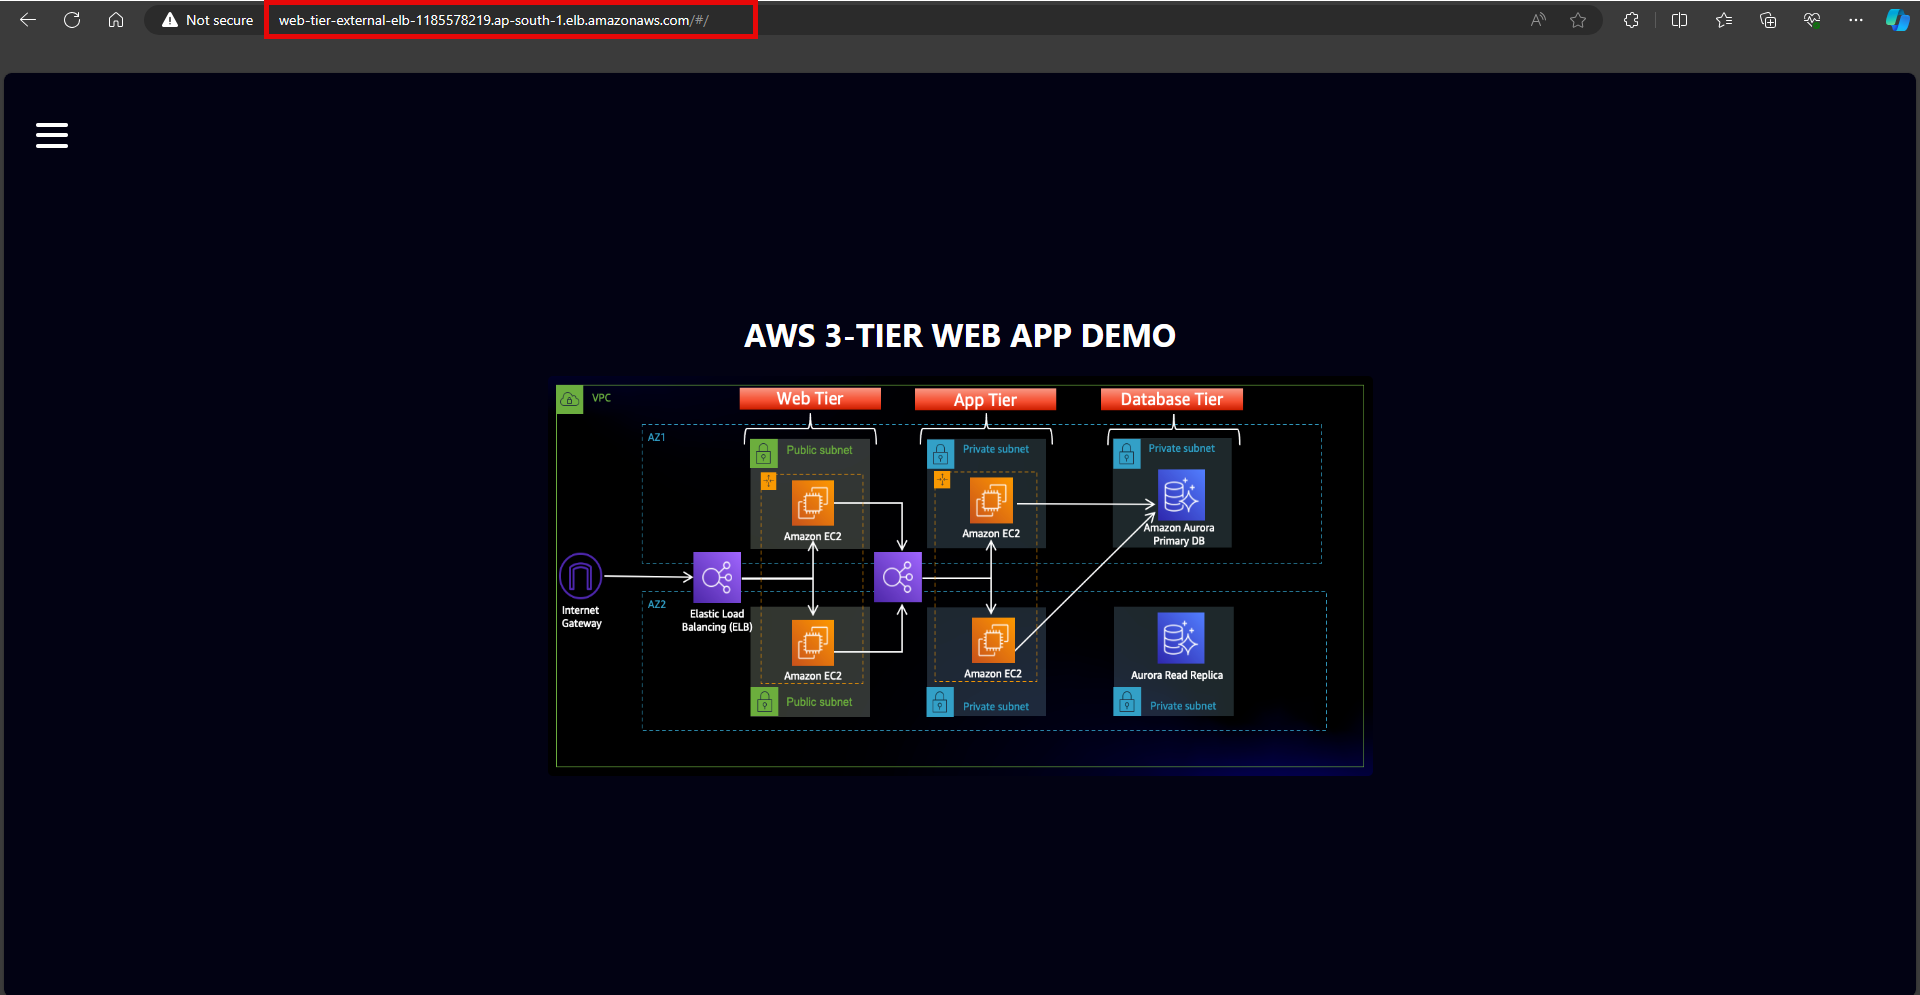 Not secure
web-tier-external-elb-1185578219.ap-south-1.elb.amazonaws.com/#/
AWS 3-TIER WEB APP DEMO
VPC
Web Tier
App Tier
Database Tier
AZ1
Public subnet
Private subnet
Private subnet
Amazon EC2
Amazon EC2
Amazon Aurora
Primary DB
Internet
Gateway
Elastic Load
Balancing (ELB)
AZ2
Amazon EC2
Amazon EC2
Aurora Read Replica
Public subnet
Private subnet
Private subnet